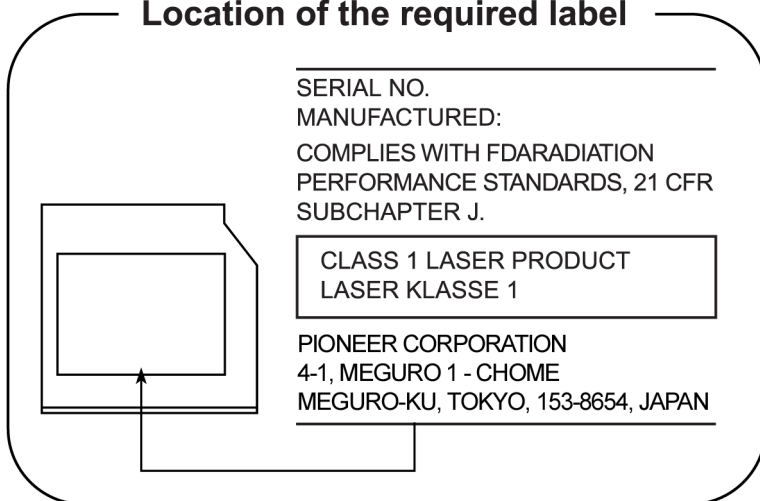 Location of the required label
SERIAL NO.
MANUFACTURED:
COMPLIES WITH FDARADIATION
PERFORMANCE STANDARDS, 21 CFR
SUBCHAPTER J.
CLASS 1 LASER PRODUCT
LASER KLASSE 1
PIONEER CORPORATION
4-1, MEGURO 1 - CHOME
MEGURO-KU, TOKYO, 153-8654, JAPAN